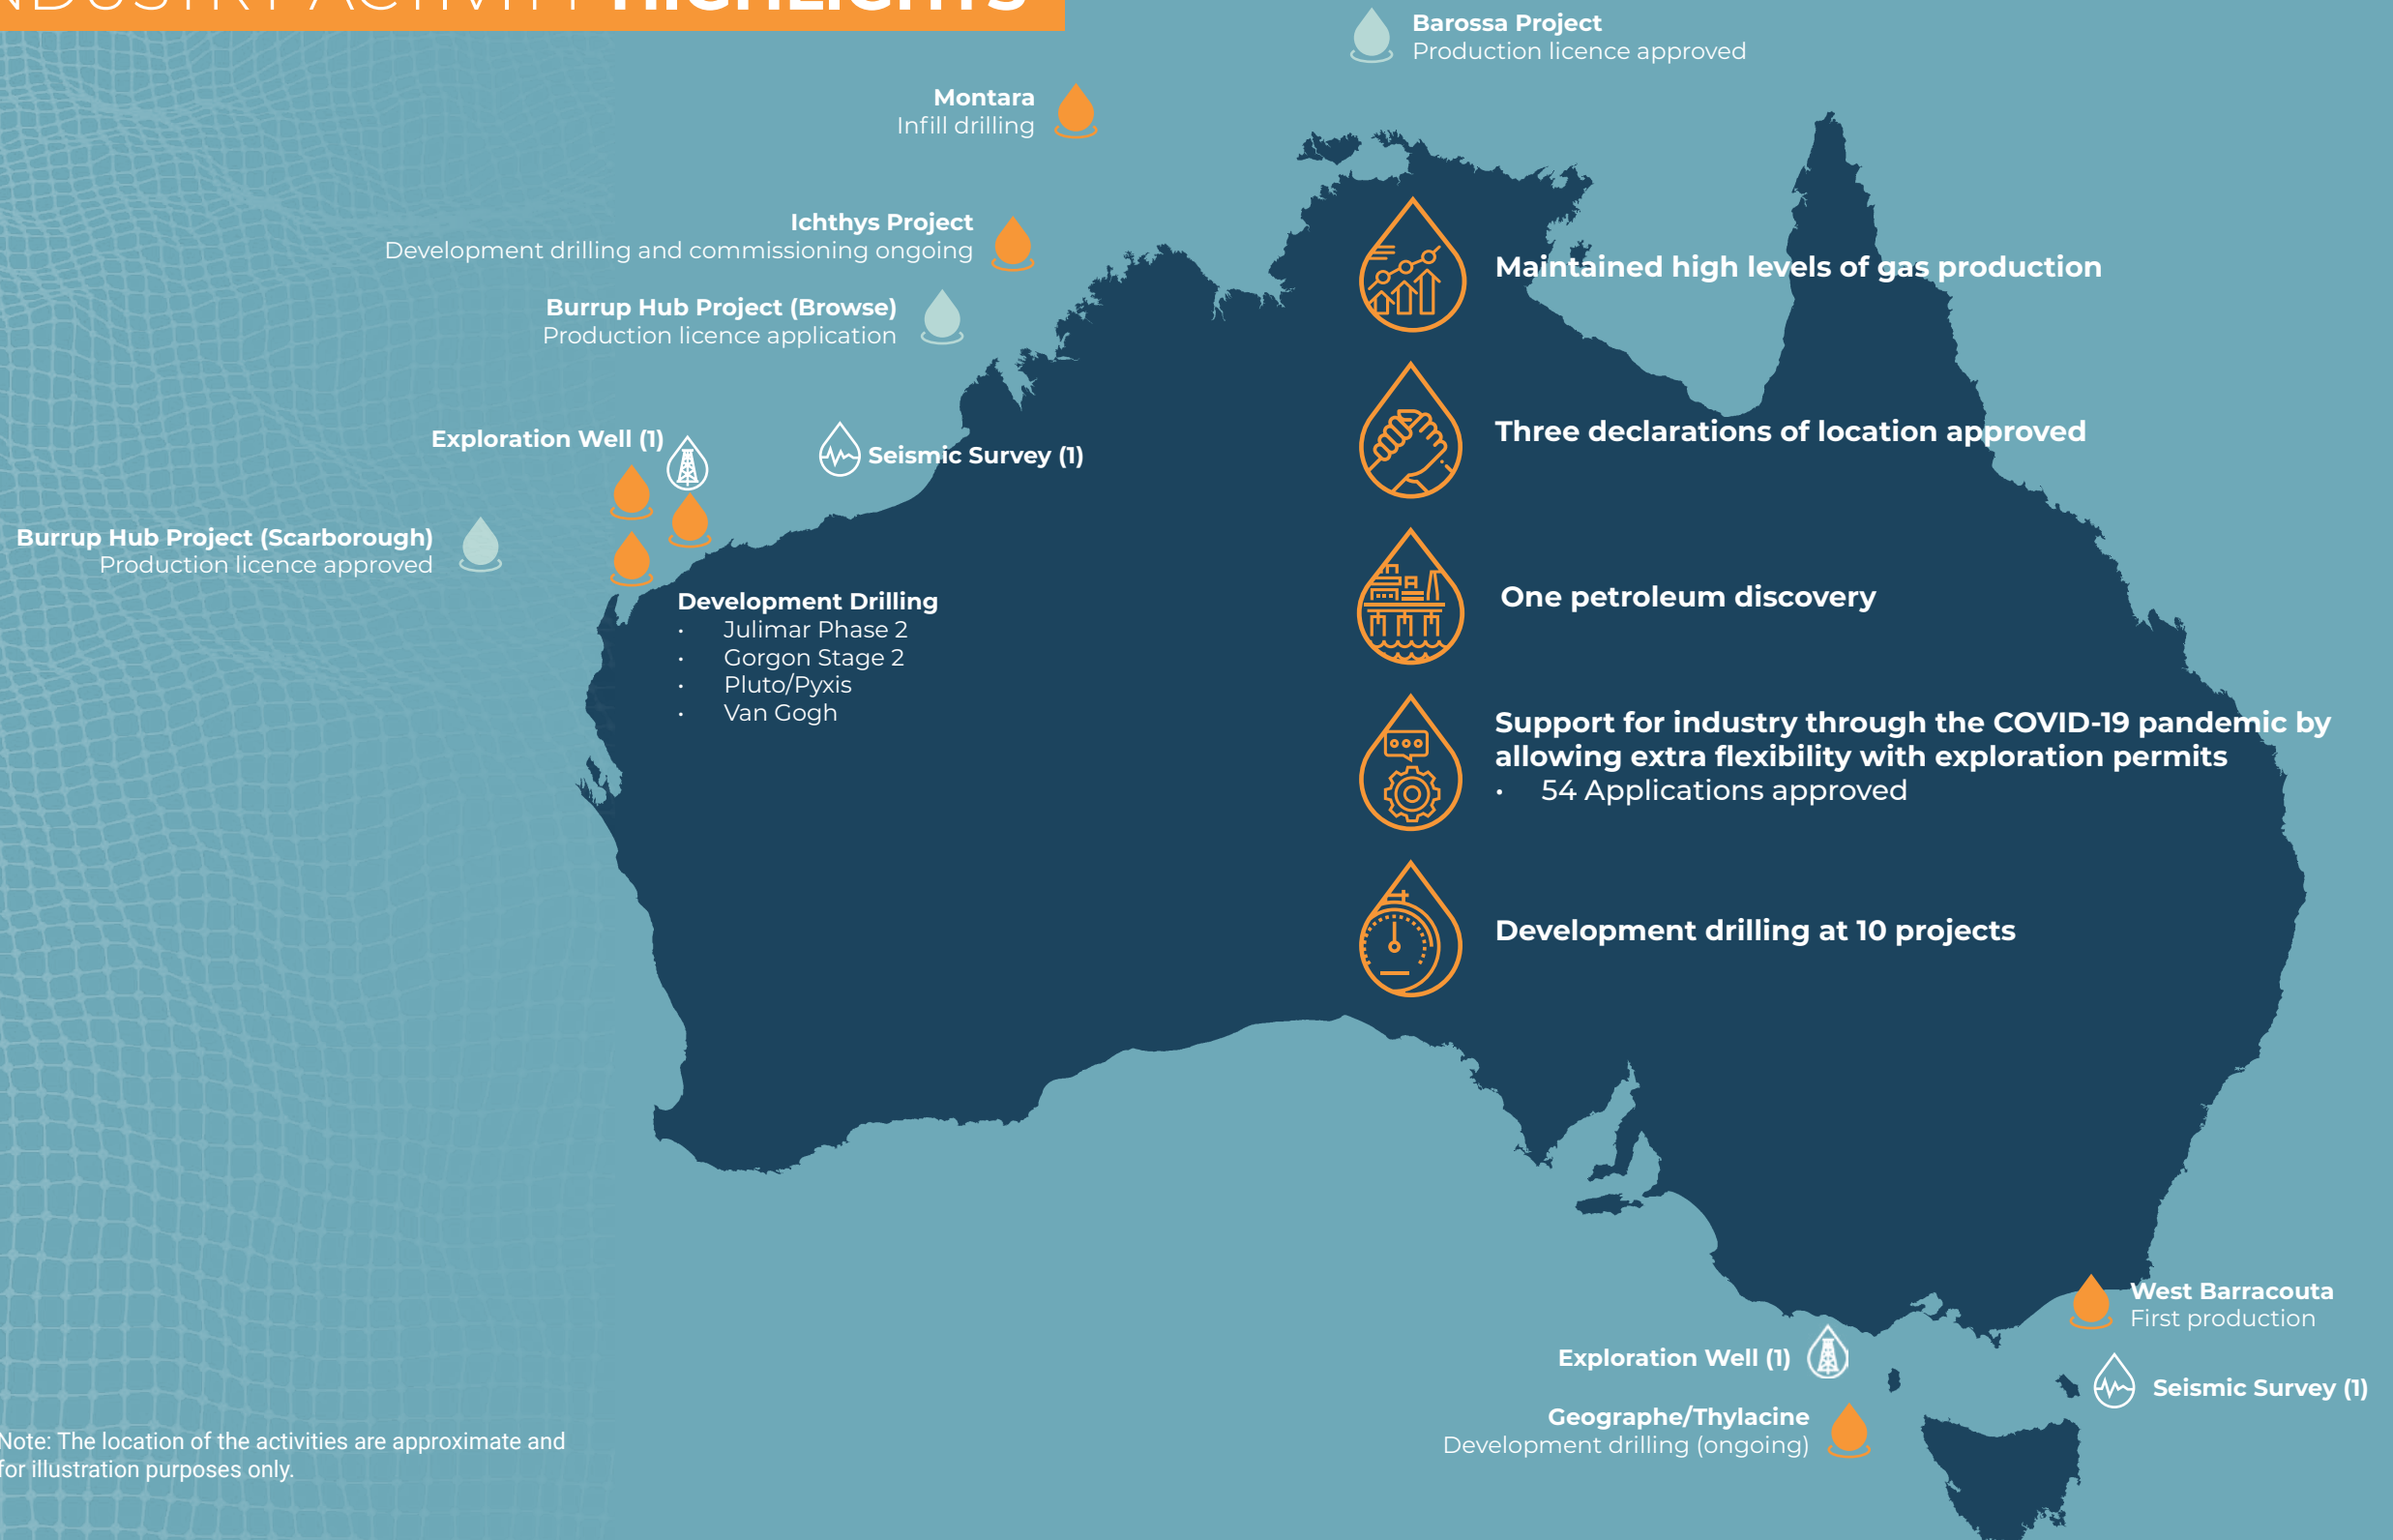 INDUSTRY ACTIVITY HIGHLIGHTS
Barossa Project
Production licence approved
Montara
Infill drilling
Ichthys Project
Development drilling and commissioning ongoing
Burrup Hub Project (Browse)
Production licence application
Exploration Well (1)
Seismic Survey (1)
Burrup Hub Project (Scarborough)
Production licence approved
Development Drilling
• Julimar Phase 2
• Gorgon Stage 2
• Pluto/Pyxis
• Van Gogh
Maintained high levels of gas production
Three declarations of location approved
One petroleum discovery
Support for industry through the COVID-19 pandemic by
allowing extra flexibility with exploration permits
• 54 Applications approved
Development drilling at 10 projects
West Barracouta
First production
Exploration Well (1)
Seismic Survey (1)
Geographe/Thylacine
Development drilling (ongoing)
Note: The location of the activities are approximate and
for illustration purposes only.